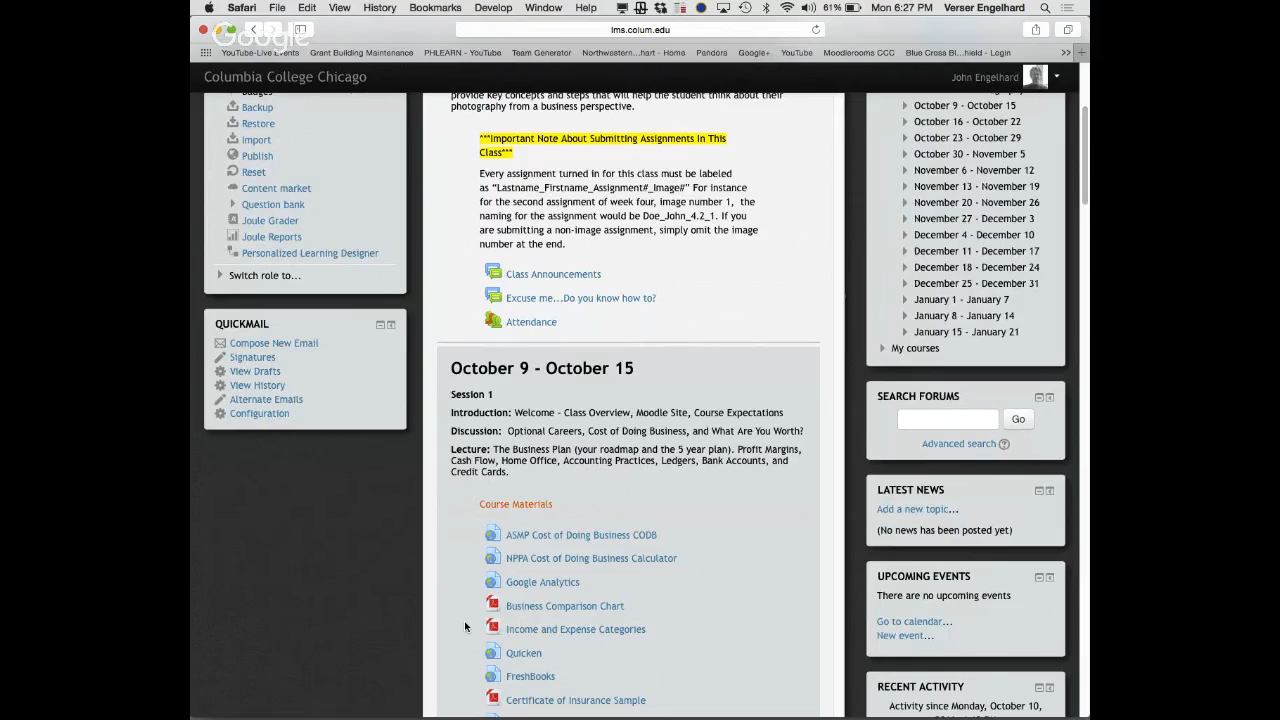 Safari File Edit View History Bookmarks Develop Window Help 61% Mon 6:27 PM Verser Engelhard
Google
lms.colum.edu
YouTube-Live Events Grant Building Maintenance PHLEARN - YouTube Team Generator Northwestern...hart - Home Pandora Google+ YouTube Moodlerooms CCC Blue Cross Bl...hield - Login
Columbia College Chicago
John Engelhard
Backup
Restore
Import
Publish
Reset
Content market
Question bank
Joule Grader
Joule Reports
Personalized Learning Designer
Switch role to...
QUICKMAIL
Compose New Email
Signatures
View Drafts
View History
Alternate Emails
Configuration
provide key concepts and steps that will help the student think about their
photography from a business perspective.
***Important Note About Submitting Assignments In This
Class***
Every assignment turned in for this class must be labeled
as “Lastname_Firstname_Assignment#_Image#” For instance
for the second assignment of week four, image number 1, the
naming for the assignment would be Doe_John_4.2_1. If you
are submitting a non-image assignment, simply omit the image
number at the end.
Class Announcements
Excuse me...Do you know how to?
Attendance
October 9 - October 15
Session 1
Introduction: Welcome - Class Overview, Moodle Site, Course Expectations
Discussion: Optional Careers, Cost of Doing Business, and What Are You Worth?
Lecture: The Business Plan (your roadmap and the 5 year plan). Profit Margins,
Cash Flow, Home Office, Accounting Practices, Ledgers, Bank Accounts, and
Credit Cards.
Course Materials
ASMP Cost of Doing Business CODB
NPPA Cost of Doing Business Calculator
Google Analytics
Business Comparison Chart
Income and Expense Categories
Quicken
FreshBooks
Certificate of Insurance Sample
October 9 - October 15
October 16 - October 22
October 23 - October 29
October 30 - November 5
November 6 - November 12
November 13 - November 19
November 20 - November 26
November 27 - December 3
December 4 - December 10
December 11 - December 17
December 18 - December 24
December 25 - December 31
January 1 - January 7
January 8 - January 14
January 15 - January 21
My courses
SEARCH FORUMS
Go
Advanced search
LATEST NEWS
Add a new topic...
(No news has been posted yet)
UPCOMING EVENTS
There are no upcoming events
Go to calendar...
New event...
RECENT ACTIVITY
Activity since Monday, October 10,